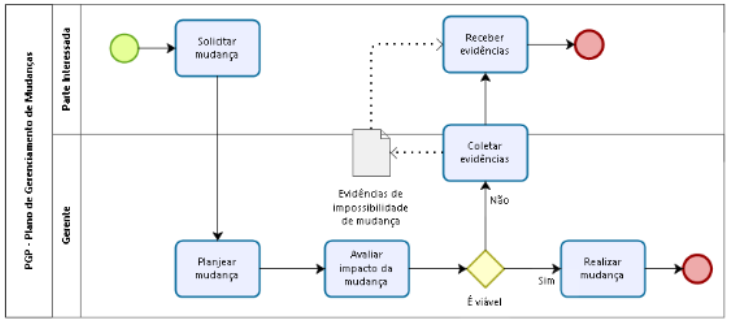 PGP - Plano de Gerenciamento de Mudanças
Parte Interessada
Solicitar
mudança
Receber
evidências
Gerente
Coletar
evidências
Evidências de
impossibilidade
de mudança
Não
Planjear
mudança
Avaliar
impacto da
mudança
É viável
Sim
Realizar
mudança